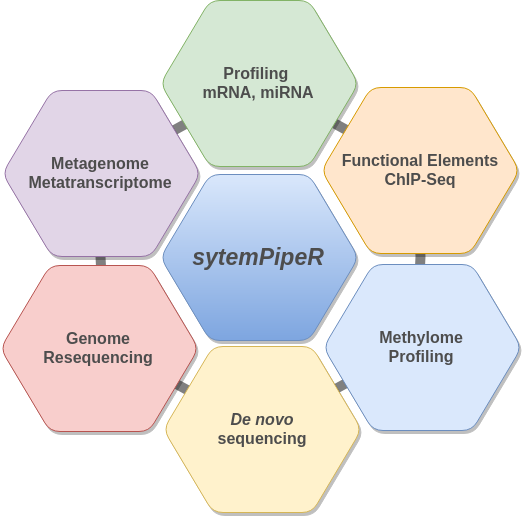 Profiling
mRNA, miRNA
Functional Elements
ChIP-Seq
Metagenome
Metatranscriptome
sytemPipeR
Methylome
Profiling
Genome
Resequencing
De novo
sequencing